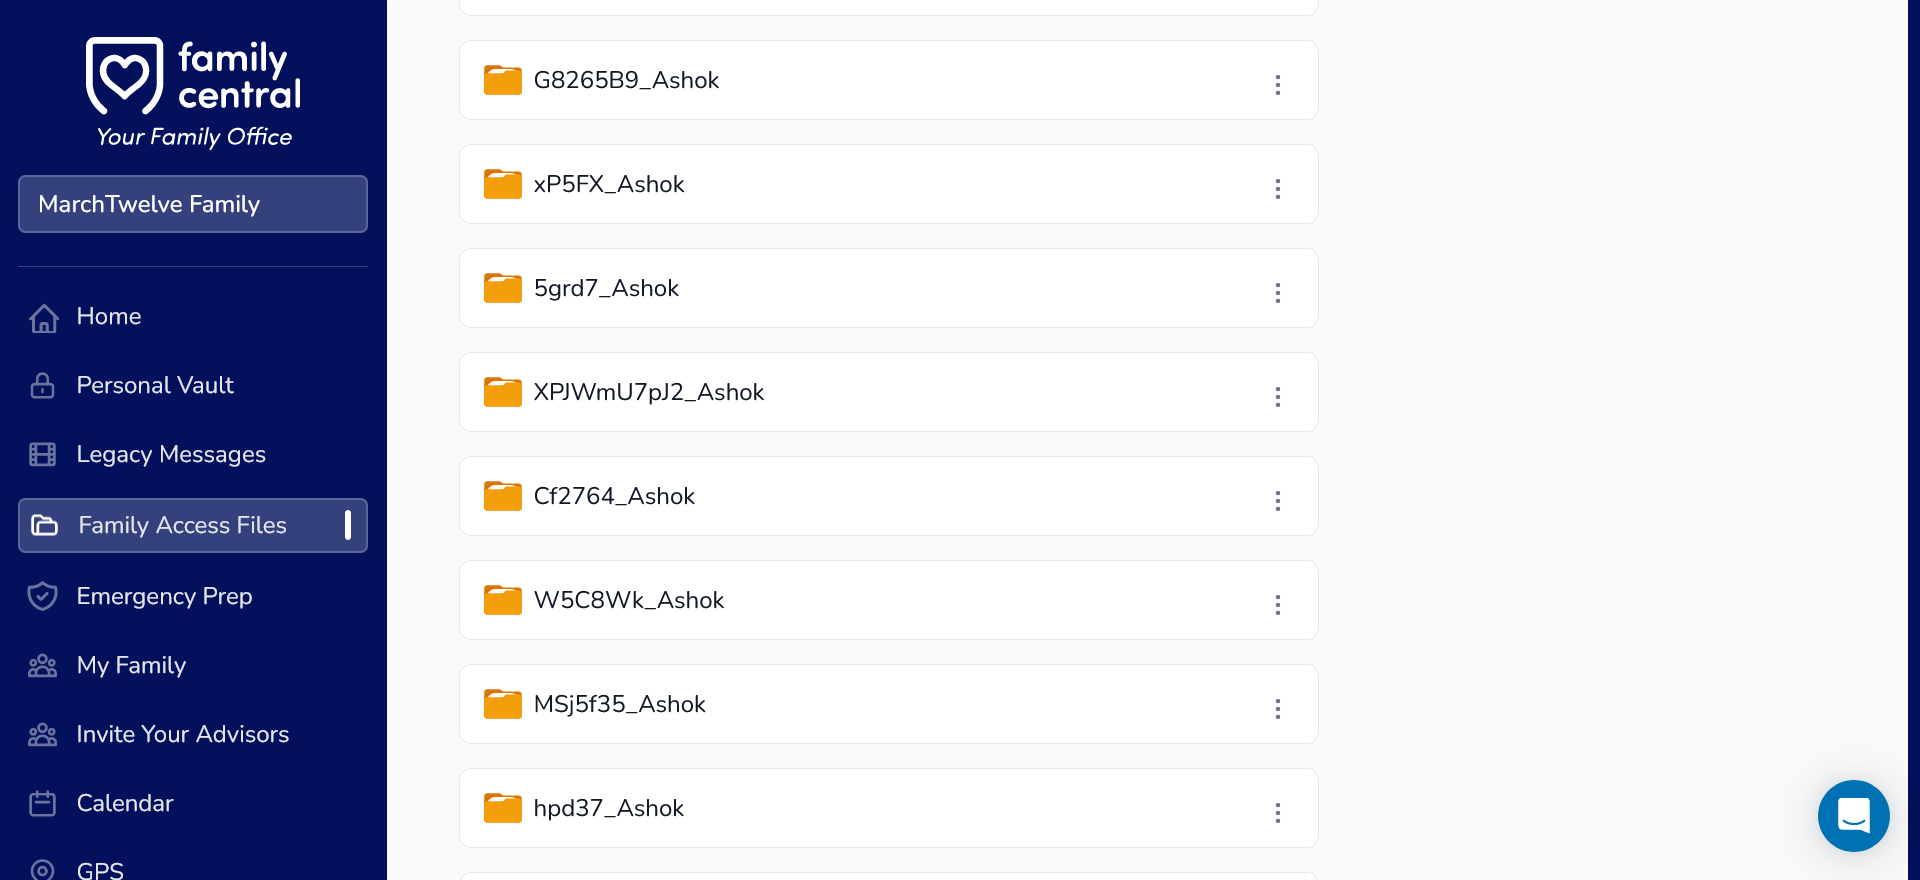 family
central
Your Family Office
MarchTwelve Family
Home
Personal Vault
Legacy Messages
Family Access Files
Emergency Prep
My Family
Invite Your Advisors
Calendar
GPS
G8265B9_Ashok
xP5FX_Ashok
5grd7_Ashok
XPJWmU7pJ2_Ashok
Cf2764_Ashok
W5C8Wk_Ashok
MSj5f35_Ashok
hpd37_Ashok